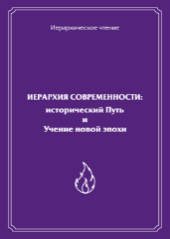 Иерархическое чтение
ИЕРАРХИЯ СОВРЕМЕННОСТИ:
исторический Путь
и
Учение новой эпохи